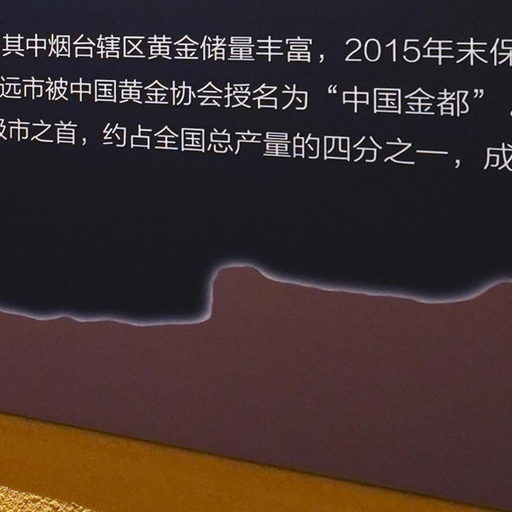 其中烟台辖区黄金储量丰富，2015年末保
远市被中国黄金协会授名为“中国金都”
级市之首，约占全国总产量的四分之一，成